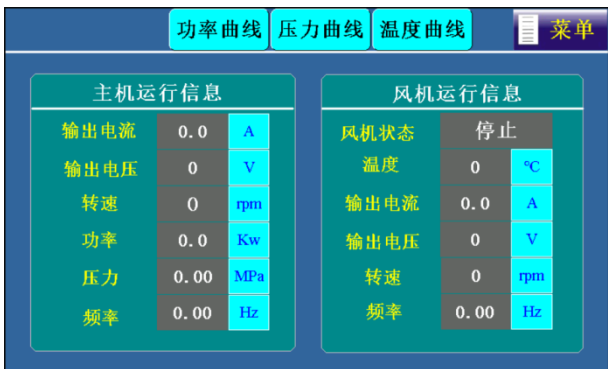 功率曲线 压力曲线 温度曲线 菜单
主机运行信息
输出电流 0.0 A
输出电压 0 V
转速 0 rpm
功率 0.0 Kw
压力 0.00 MPa
频率 0.00 Hz
风机运行信息
风机状态 停止
温度 0 °C
输出电流 0.0 A
输出电压 0 V
转速 0 rpm
频率 0.00 Hz